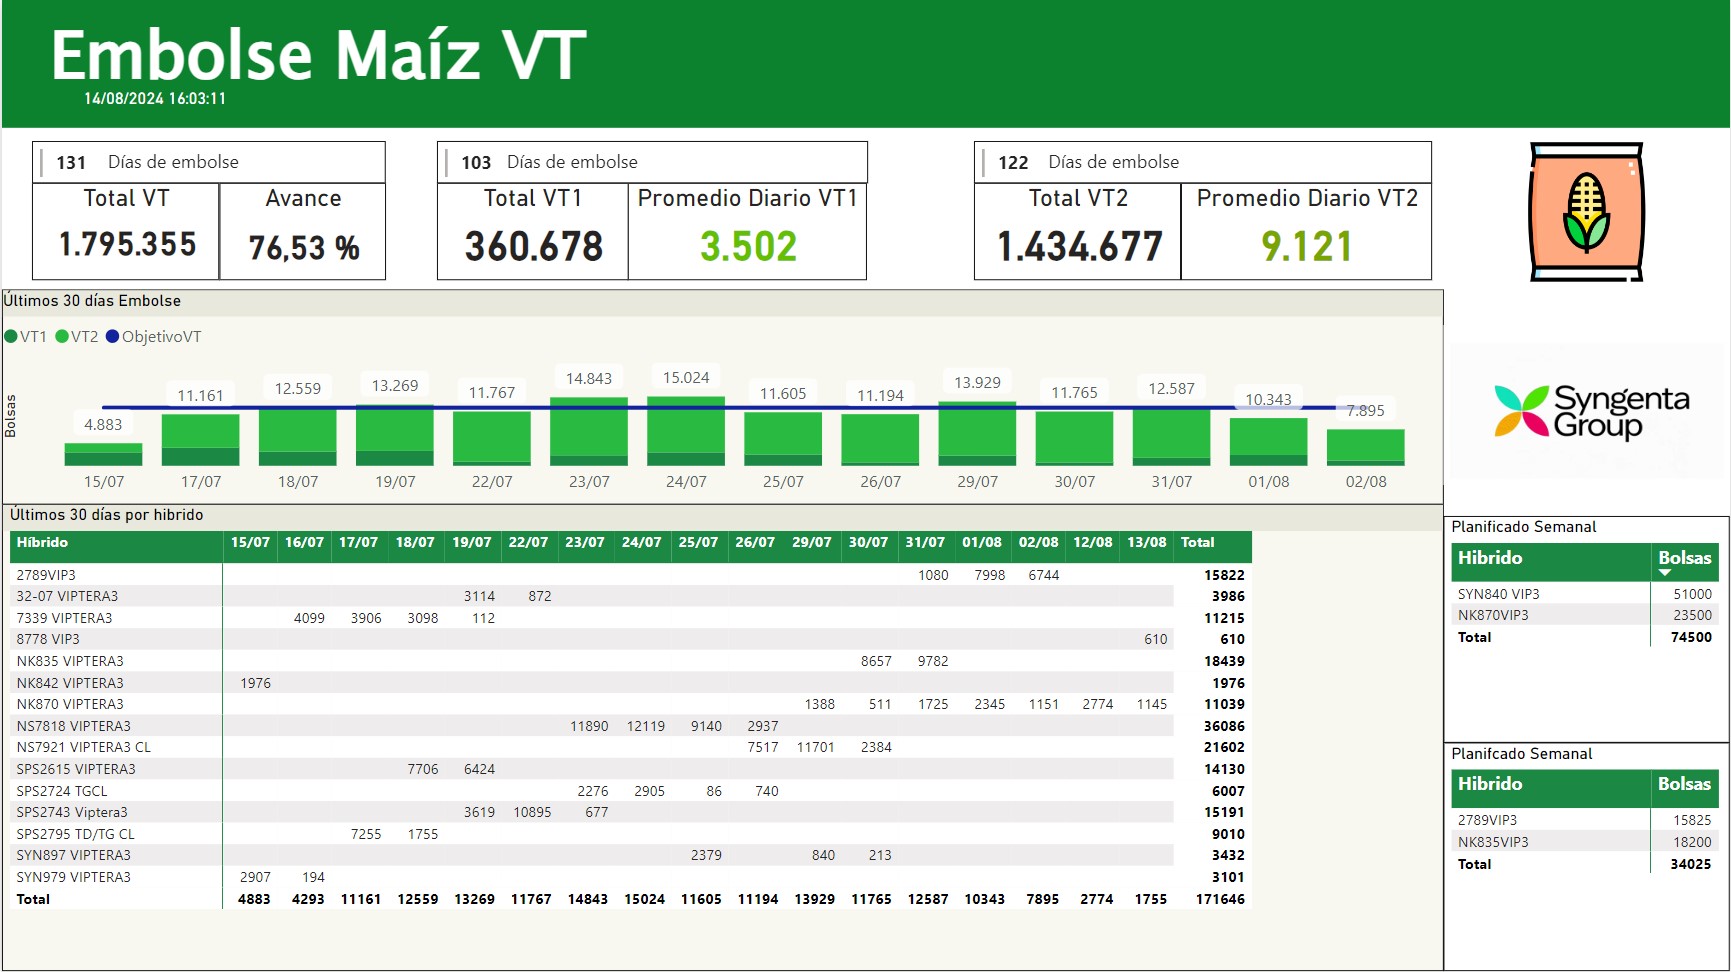 Embolse Maíz VT
14/08/2024 16:03:11
131 Días de embolse
Total VT Avance
1.795.355 76,53 %
103 Días de embolse
Total VT1 Promedio Diario VT1
360.678 3.502
122 Días de embolse
Total VT2 Promedio Diario VT2
1.434.677 9.121
Últimos 30 días Embolse
VT1 VT2 ObjetivoVT
Bolsas
4.883 11.161 12.559 13.269 11.767 14.843 15.024 11.605 11.194 13.929 11.765 12.587 10.343 7.895
15/07 17/07 18/07 19/07 22/07 23/07 24/07 25/07 26/07 29/07 30/07 31/07 01/08 02/08
Syngenta
Group
Últimos 30 días por hibrido
Híbrido 15/07 16/07 17/07 18/07 19/07 22/07 23/07 24/07 25/07 26/07 29/07 30/07 31/07 01/08 02/08 12/08 13/08 Total
2789VIP3 1080 7998 6744 15822
32-07 VIPTERA3 3114 872 3986
7339 VIPTERA3 4099 3906 3098 112 11215
8778 VIP3 610 610
NK835 VIPTERA3 8657 9782 18439
NK842 VIPTERA3 1976 1976
NK870 VIPTERA3 1388 511 1725 2345 1151 2774 1145 11039
NS7818 VIPTERA3 11890 12119 9140 2937 36086
NS7921 VIPTERA3 CL 7517 11701 2384 21602
SPS2615 VIPTERA3 7706 6424 14130
SPS2724 TGCL 2276 2905 86 740 6007
SPS2743 Viptera3 3619 10895 677 15191
SPS2795 TD/TG CL 7255 1755 9010
SYN897 VIPTERA3 2379 840 213 3432
SYN979 VIPTERA3 2907 194 3101
Total 4883 4293 11161 12559 13269 11767 14843 15024 11605 11194 13929 11765 12587 10343 7895 2774 1755 171646
Planificado Semanal
Hibrido Bolsas
SYN840 VIP3 51000
NK870VIP3 23500
Total 74500
Planifcado Semanal
Hibrido Bolsas
2789VIP3 15825
NK835VIP3 18200
Total 34025